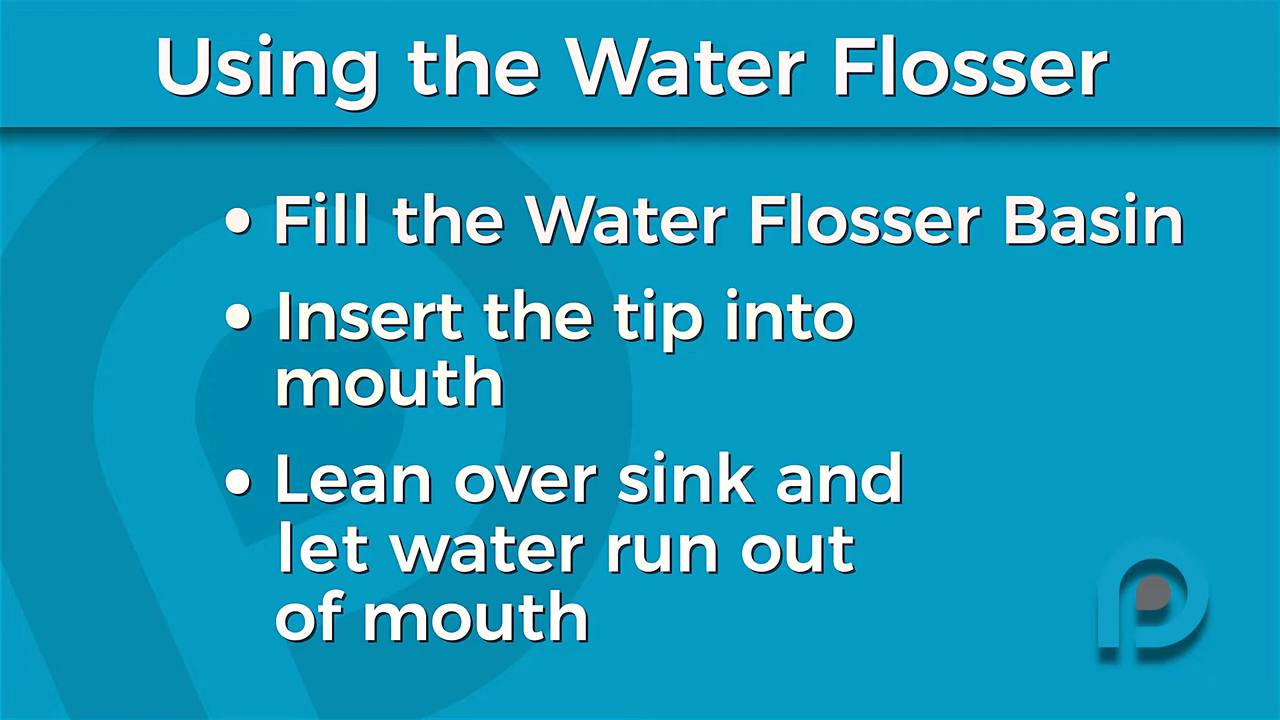 Using the Water Flosser
• Fill the Water Flosser Basin
• Insert the tip into
mouth
• Lean over sink and
let water run out
of mouth